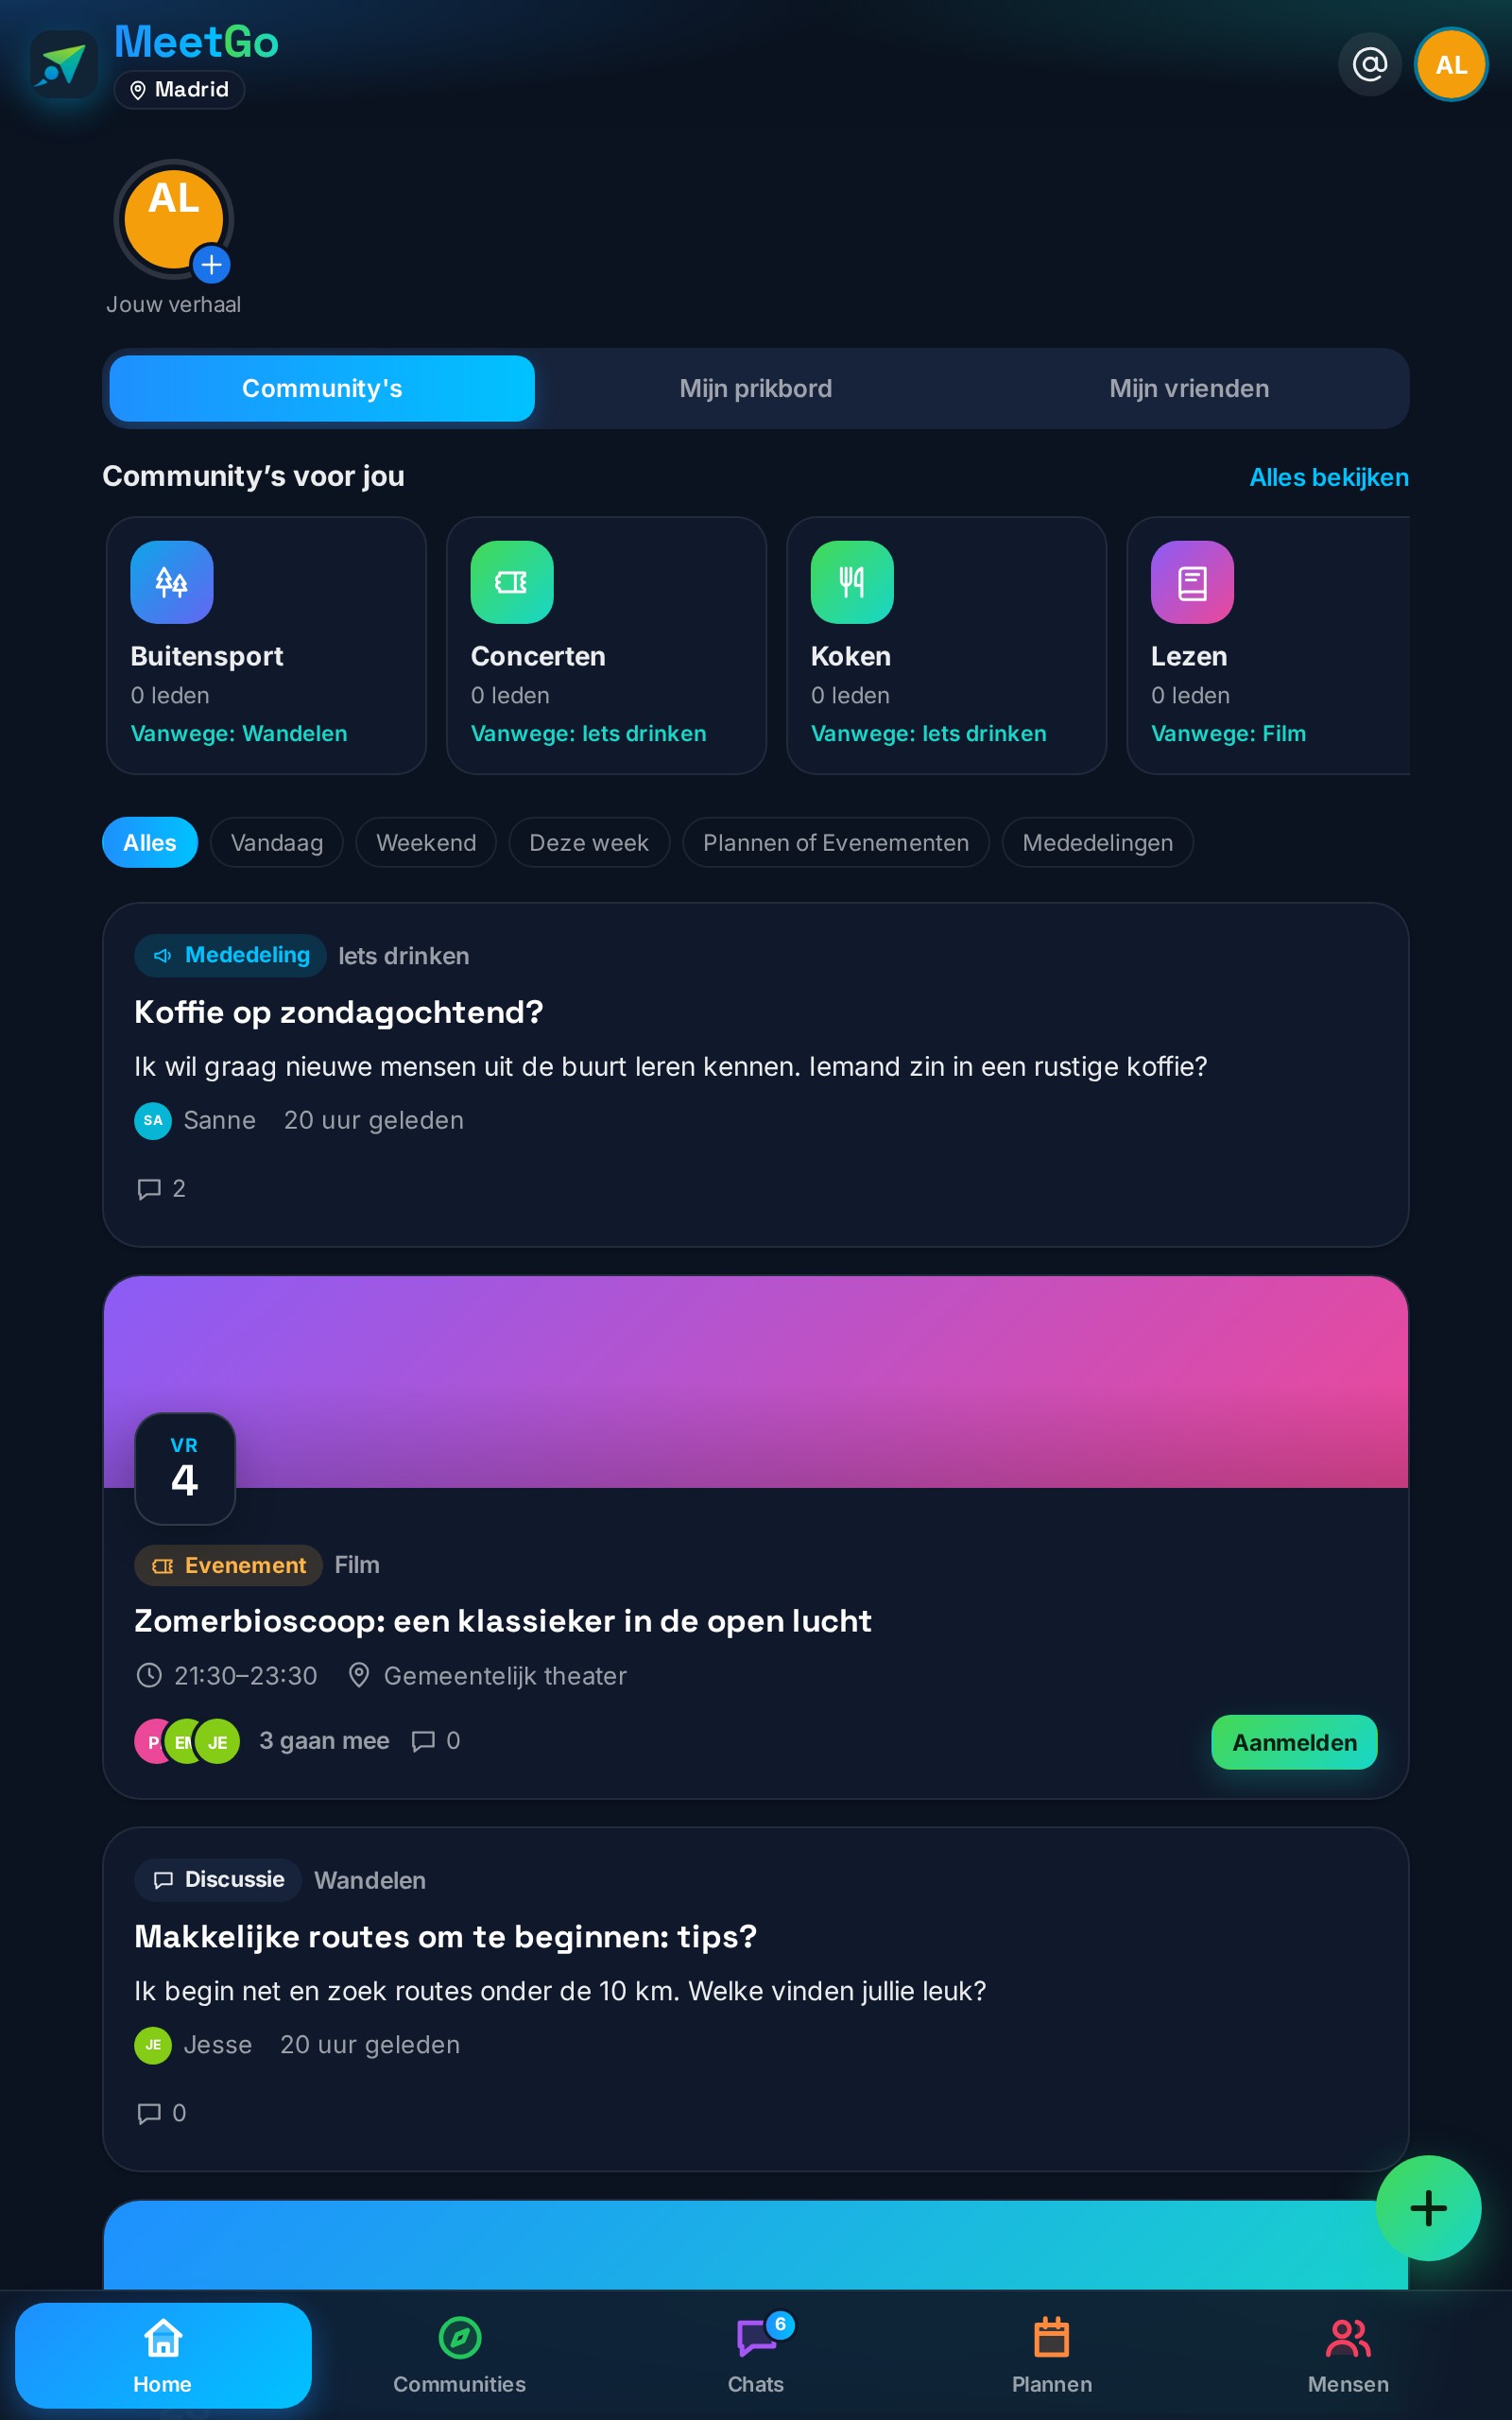 MeetGo
Madrid
AL
AL
Jouw verhaal
Community's
Mijn prikbord
Mijn vrienden
Community’s voor jou
Alles bekijken
Buitensport
0 leden
Vanwege: Wandelen
Concerten
0 leden
Vanwege: Iets drinken
Koken
0 leden
Vanwege: Iets drinken
Lezen
0 leden
Vanwege: Film
Alles
Vandaag
Weekend
Deze week
Plannen of Evenementen
Mededelingen
Mededeling Iets drinken
Koffie op zondagochtend?
Ik wil graag nieuwe mensen uit de buurt leren kennen. Iemand zin in een rustige koffie?
SA Sanne 20 uur geleden
2
VR
4
Evenement Film
Zomerbioscoop: een klassieker in de open lucht
21:30–23:30 Gemeentelijk theater
JE 3 gaan mee 0
Aanmelden
Discussie Wandelen
Makkelijke routes om te beginnen: tips?
Ik begin net en zoek routes onder de 10 km. Welke vinden jullie leuk?
JE Jesse 20 uur geleden
0
Home
Communities
6
Chats
Plannen
Mensen